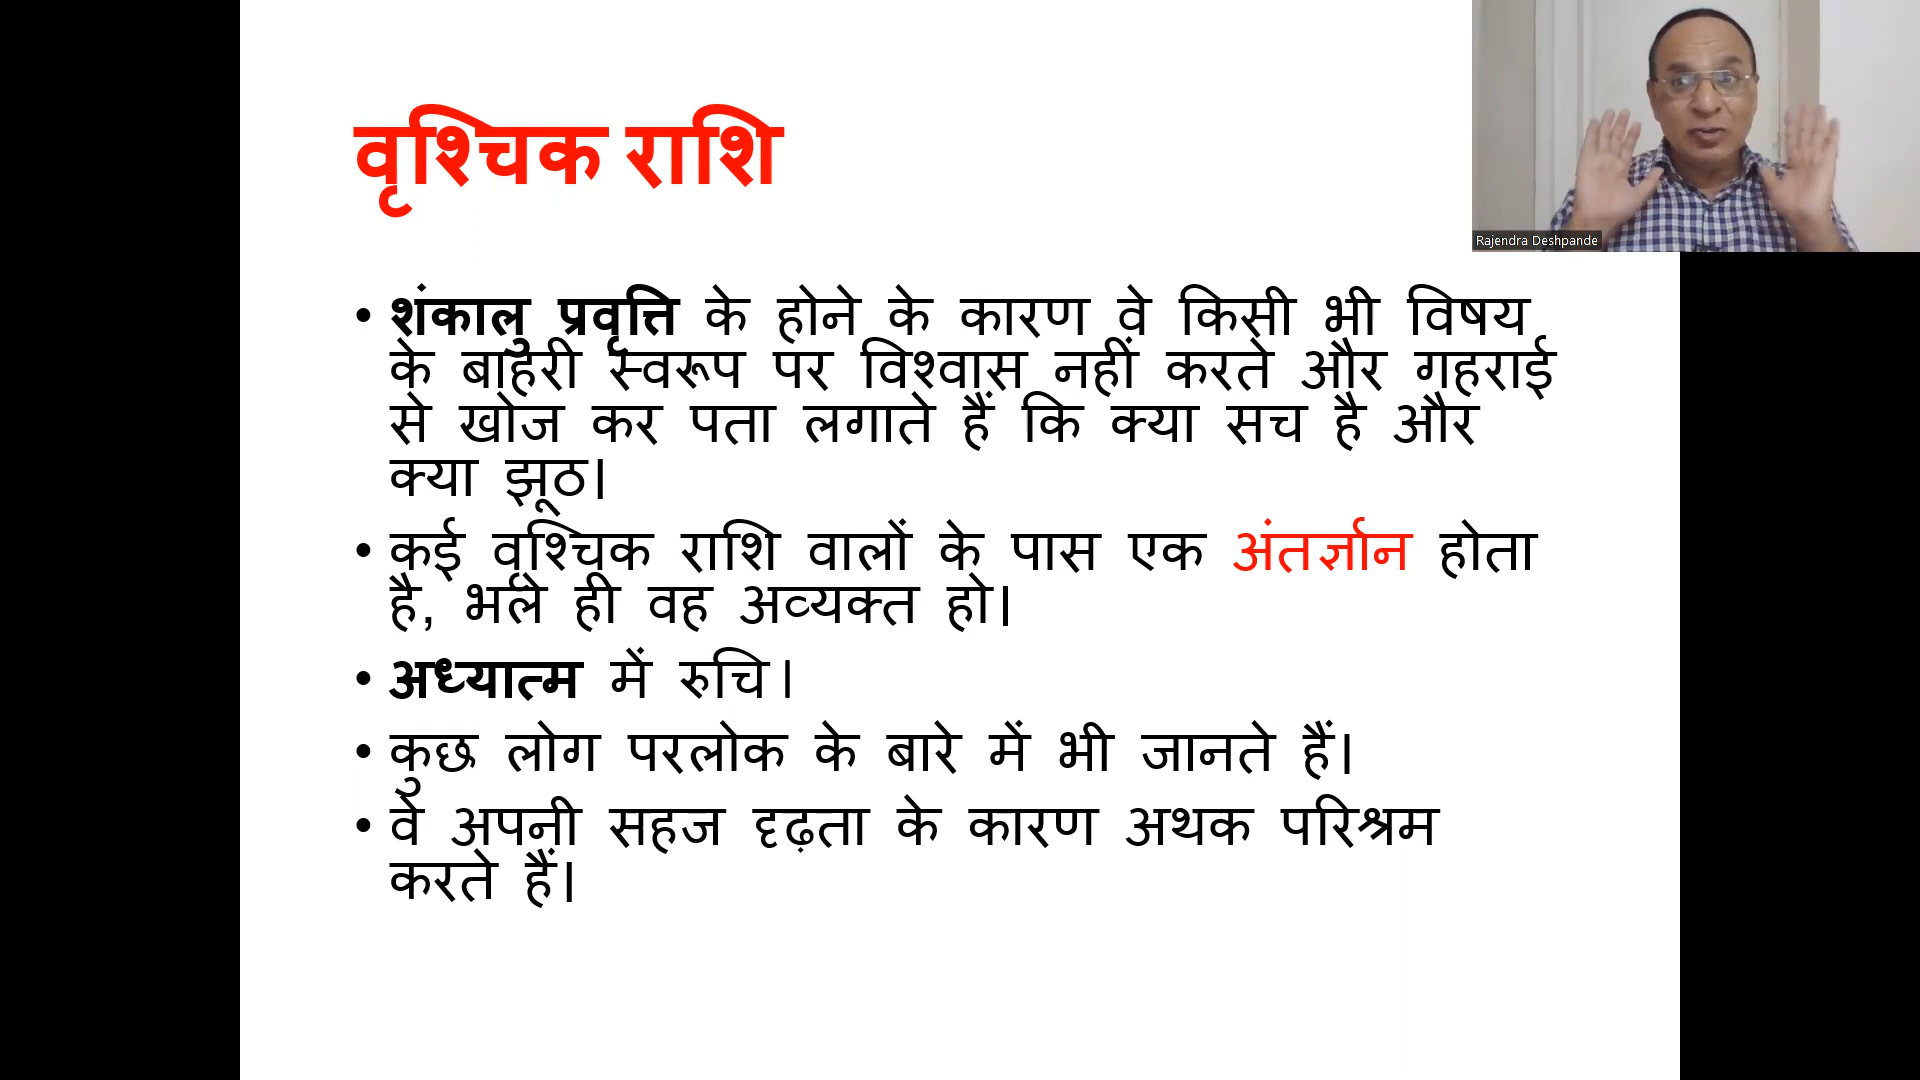 वृश्चिक राशि
Rajendra Deshpande
• शंकालु प्रवृत्ति के होने के कारण वे किसी भी विषय
के बाहरी स्वरूप पर विश्वास नहीं करते और गहराई
से खोज कर पता लगाते हैं कि क्या सच है और
क्या झूठ।
• कई वृश्चिक राशि वालों के पास एक अंतर्ज्ञान होता
है, भले ही वह अव्यक्त हो।
• अध्यात्म में रुचि।
• कुछ लोग परलोक के बारे में भी जानते हैं।
• वे अपनी सहज दृढ़ता के कारण अथक परिश्रम
करते हैं।